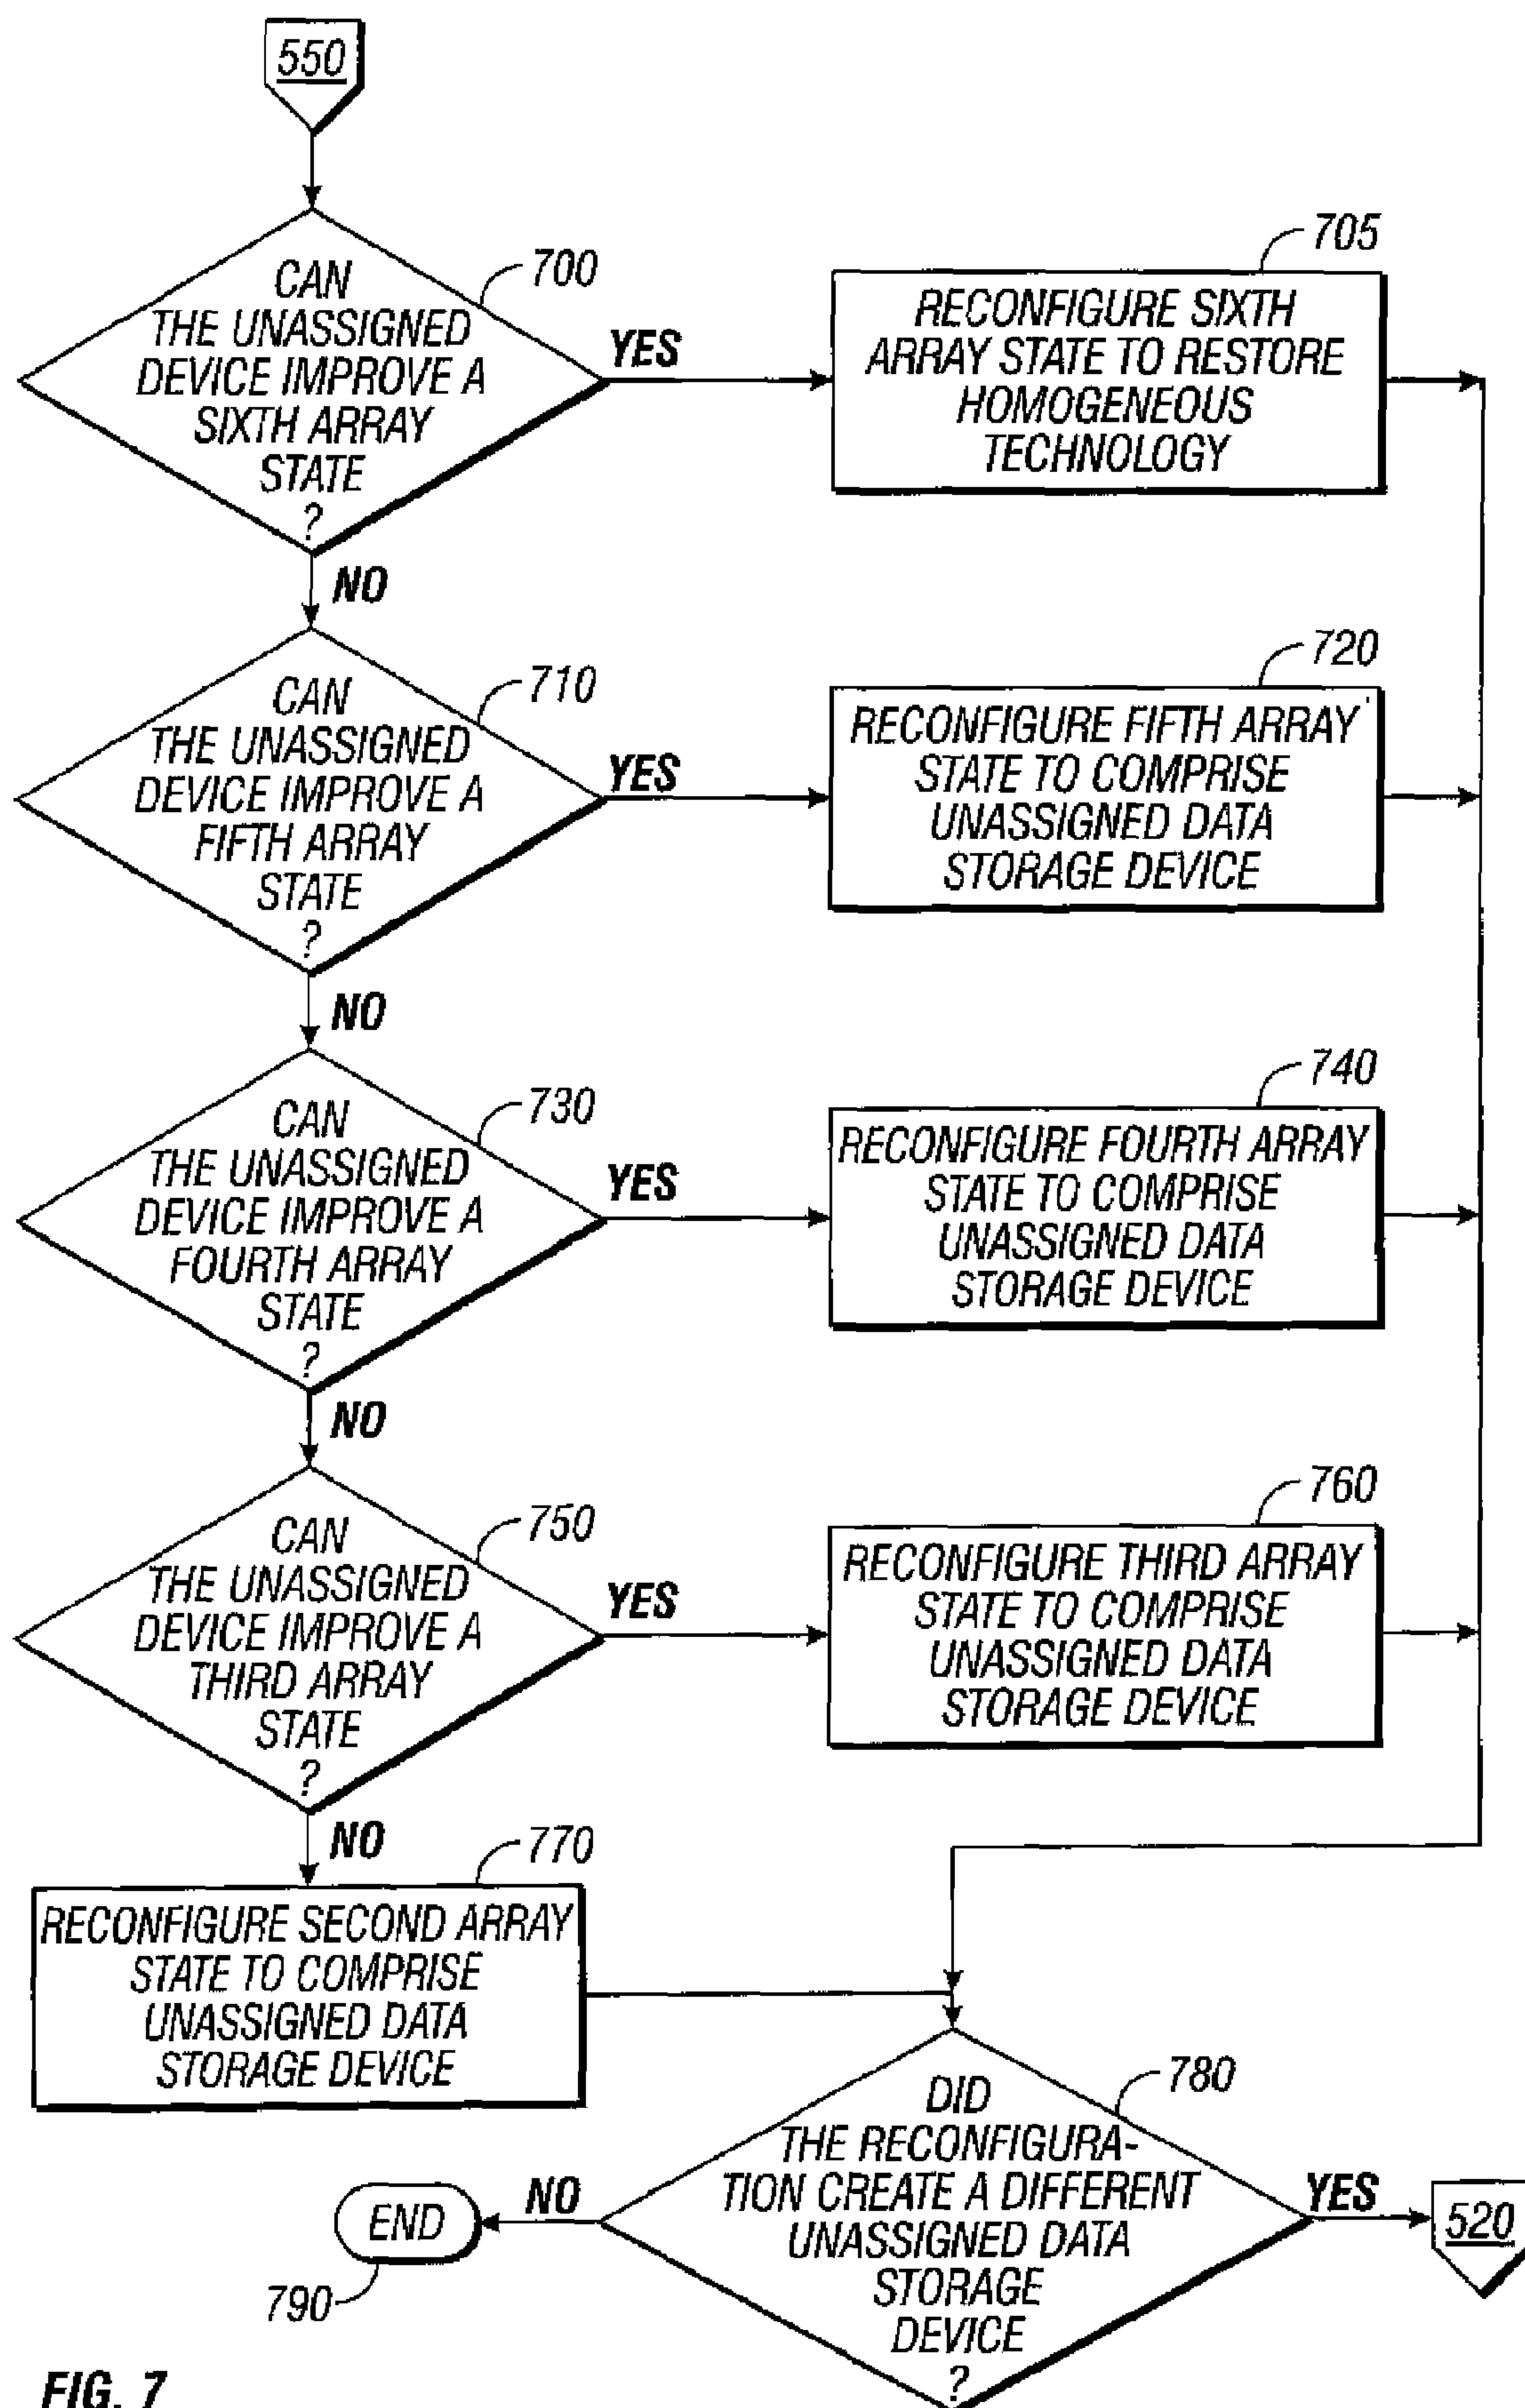 550
CAN
THE UNASSIGNED
DEVICE IMPROVE A
SIXTH ARRAY
STATE
?
700
YES
705
RECONFIGURE SIXTH
ARRAY STATE TO RESTORE
HOMOGENEOUS
TECHNOLOGY
NO
CAN
THE UNASSIGNED
DEVICE IMPROVE A
FIFTH ARRAY
STATE
?
710
YES
720
RECONFIGURE FIFTH ARRAY
STATE TO COMPRISE
UNASSIGNED DATA
STORAGE DEVICE
NO
CAN
THE UNASSIGNED
DEVICE IMPROVE A
FOURTH ARRAY
STATE
?
730
YES
740
RECONFIGURE FOURTH ARRAY
STATE TO COMPRISE
UNASSIGNED DATA
STORAGE DEVICE
NO
CAN
THE UNASSIGNED
DEVICE IMPROVE A
THIRD ARRAY
STATE
?
750
YES
760
RECONFIGURE THIRD ARRAY
STATE TO COMPRISE
UNASSIGNED DATA
STORAGE DEVICE
NO
770
RECONFIGURE SECOND ARRAY
STATE TO COMPRISE
UNASSIGNED DATA
STORAGE DEVICE
780
DID
THE RECONFIGURA-
TION CREATE A DIFFERENT
UNASSIGNED DATA
STORAGE
DEVICE
?
NO
END
790
YES
520
FIG. 7